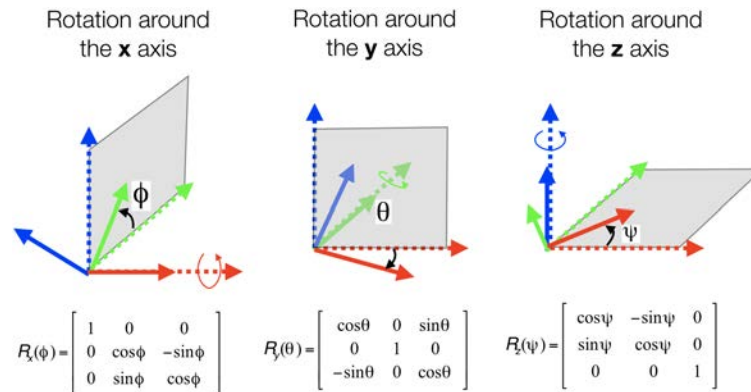 Rotation around
the x axis
Rotation around
the y axis
Rotation around
the z axis
ϕ
θ
ψ
Rx(ϕ) = [ 1 0 0
0 cosϕ -sinϕ
0 sinϕ cosϕ ]
Ry(θ) = [ cosθ 0 sinθ
0 1 0
-sinθ 0 cosθ ]
Rz(ψ) = [ cosψ -sinψ 0
sinψ cosψ 0
0 0 1 ]